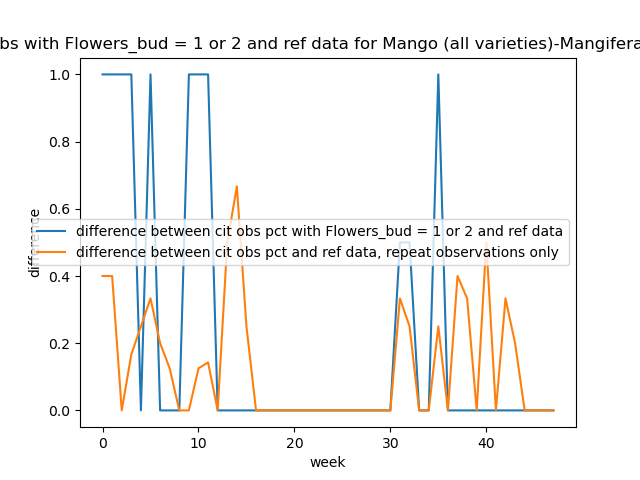 bs with Flowers_bud = 1 or 2 and ref data for Mango (all varieties)-Mangifera
1.0
0.8
0.6
difference between cit obs pct with Flowers_bud = 1 or 2 and ref data
difference between cit obs pct and ref data, repeat observations only
difference
0.4
0.2
0.0
0 10 20 30 40
week